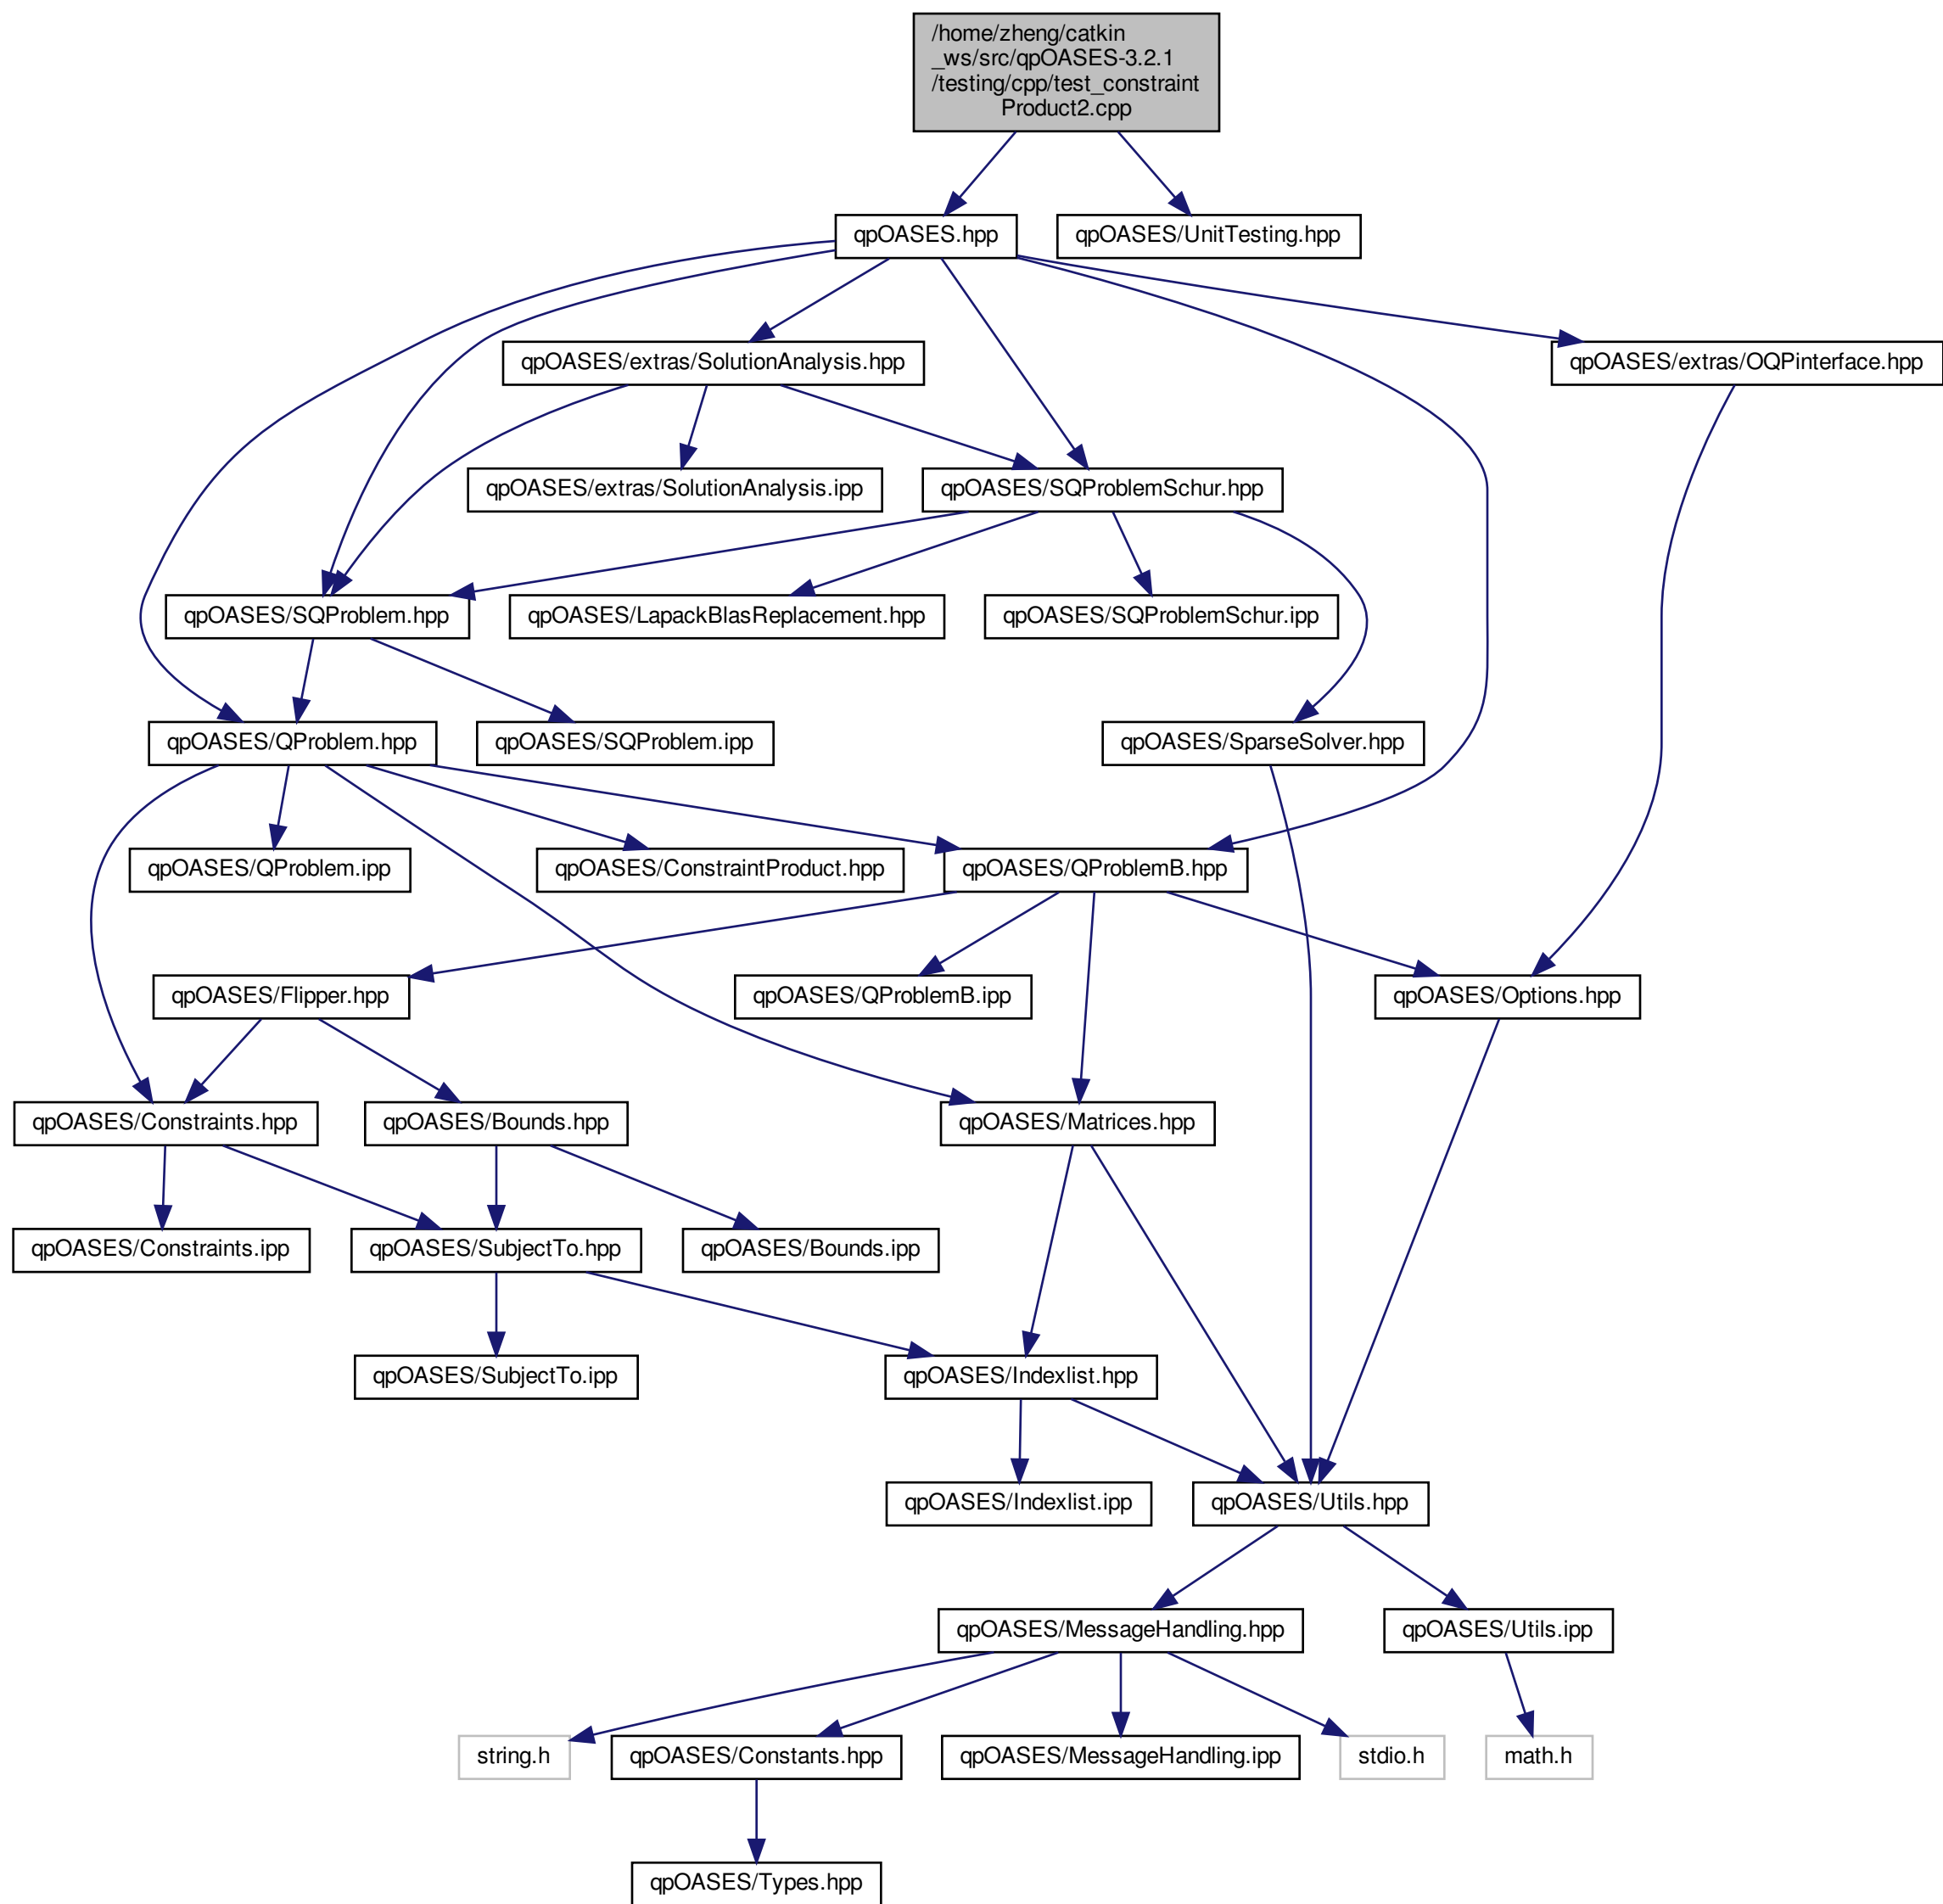 /home/zheng/catkin
_ws/src/qpOASES-3.2.1
/testing/cpp/test_constraint
Product2.cpp
qpOASES.hpp
qpOASES/UnitTesting.hpp
qpOASES/extras/SolutionAnalysis.hpp
qpOASES/extras/OQPinterface.hpp
qpOASES/extras/SolutionAnalysis.ipp
qpOASES/SQProblemSchur.hpp
qpOASES/SQProblem.hpp
qpOASES/LapackBlasReplacement.hpp
qpOASES/SQProblemSchur.ipp
qpOASES/QProblem.hpp
qpOASES/SQProblem.ipp
qpOASES/SparseSolver.hpp
qpOASES/QProblem.ipp
qpOASES/ConstraintProduct.hpp
qpOASES/QProblemB.hpp
qpOASES/Flipper.hpp
qpOASES/QProblemB.ipp
qpOASES/Options.hpp
qpOASES/Constraints.hpp
qpOASES/Bounds.hpp
qpOASES/Matrices.hpp
qpOASES/Constraints.ipp
qpOASES/SubjectTo.hpp
qpOASES/Bounds.ipp
qpOASES/SubjectTo.ipp
qpOASES/Indexlist.hpp
qpOASES/Indexlist.ipp
qpOASES/Utils.hpp
qpOASES/MessageHandling.hpp
qpOASES/Utils.ipp
string.h
qpOASES/Constants.hpp
qpOASES/MessageHandling.ipp
stdio.h
math.h
qpOASES/Types.hpp